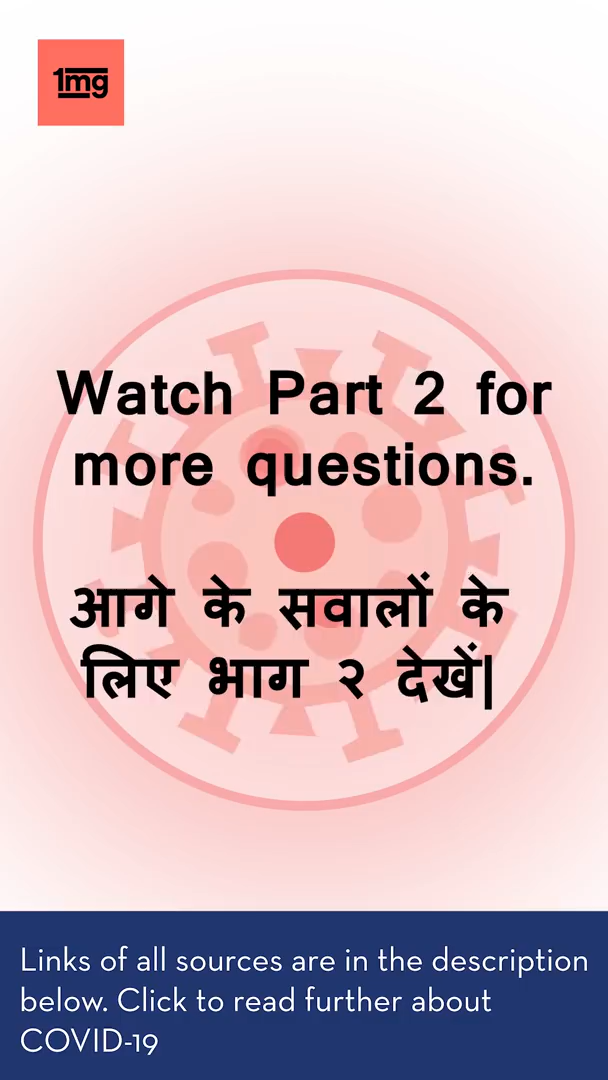 1mg
Watch Part 2 for
more questions.
आगे के सवालों के
लिए भाग २ देखें|
Links of all sources are in the description
below. Click to read further about
COVID-19